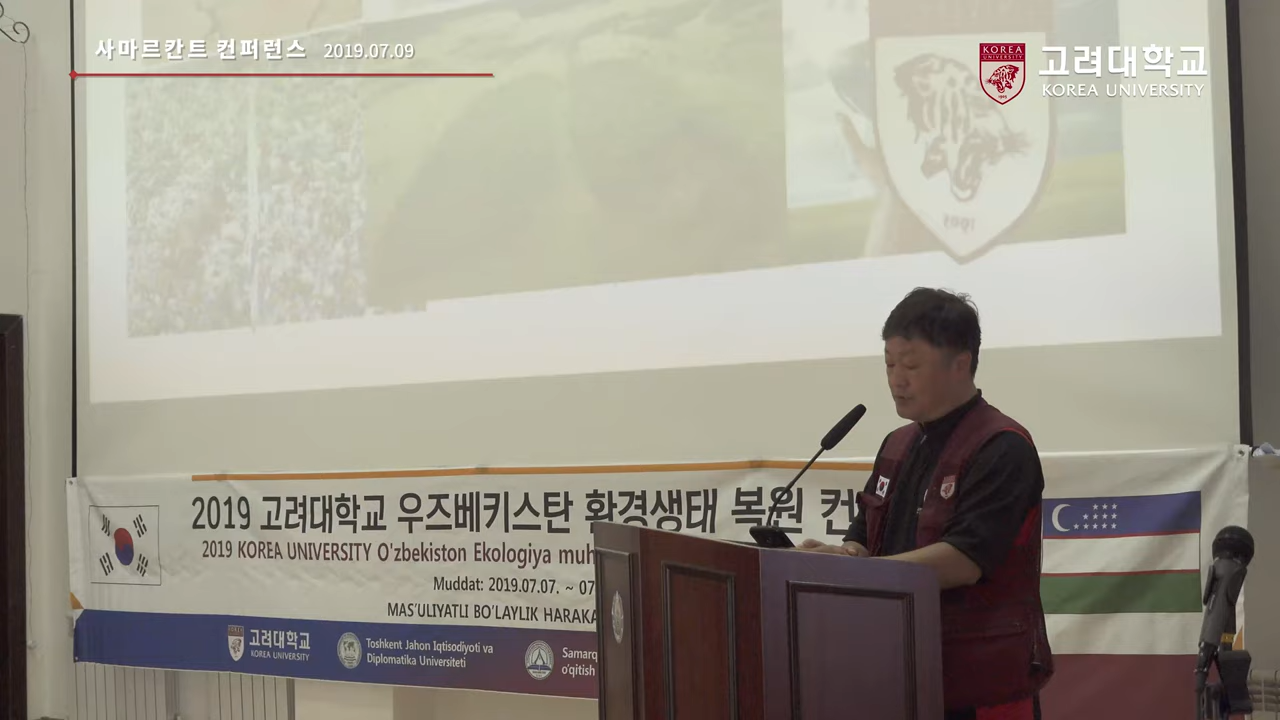 사마르칸트 컨퍼런스 2019.07.09
KOREA
UNIVERSITY
1905
고려대학교
KOREA UNIVERSITY
1905
2019 고려대학교 우즈베키스탄 환경생태 복원 컨
2019 KOREA UNIVERSITY O'zbekiston Ekologiya muh
Muddat: 2019.07.07. ~ 07
MAS'ULIYATLI BO'LAYLIK HARAKA
고려대학교
KOREA UNIVERSITY
Toshkent Jahon Iqtisodiyoti va
Diplomatika Universiteti
Samarq
o'qitish